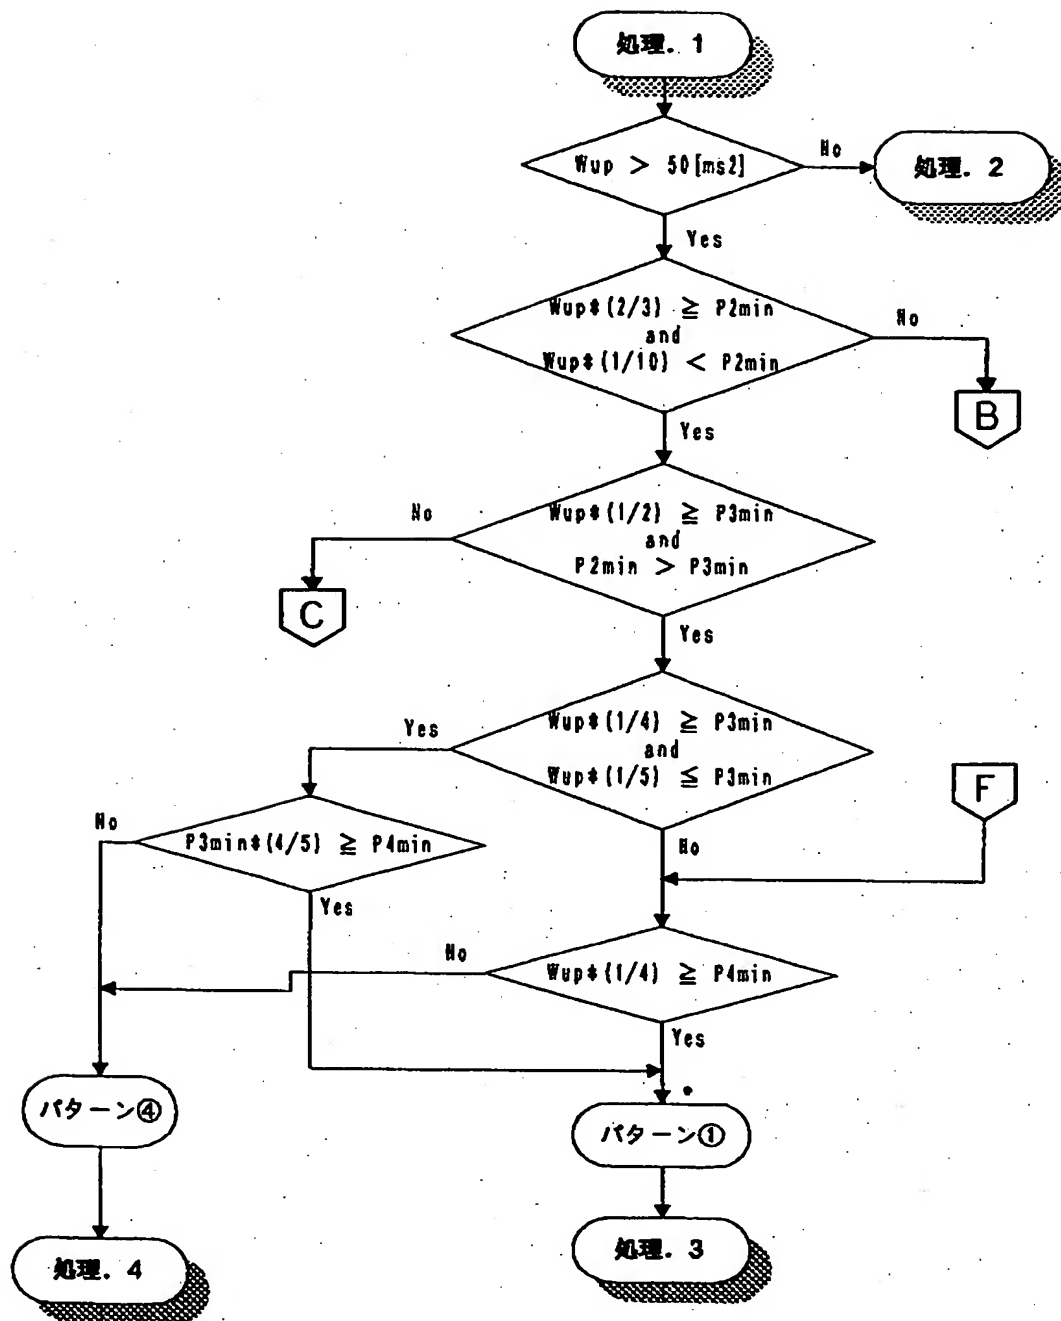 処理. 1
Wup > 50[ms2]
No
処理. 2
Yes
Wup*(2/3) ≧ P2min
and
Wup*(1/10) < P2min
No
B
Yes
Wup*(1/2) ≧ P3min
and
P2min > P3min
No
C
Yes
Wup*(1/4) ≧ P3min
and
Wup*(1/5) ≦ P3min
Yes
F
No
P3min*(4/5) ≧ P4min
No
Yes
Wup*(1/4) ≧ P4min
No
Yes
パターン④
パターン①
処理. 4
処理. 3